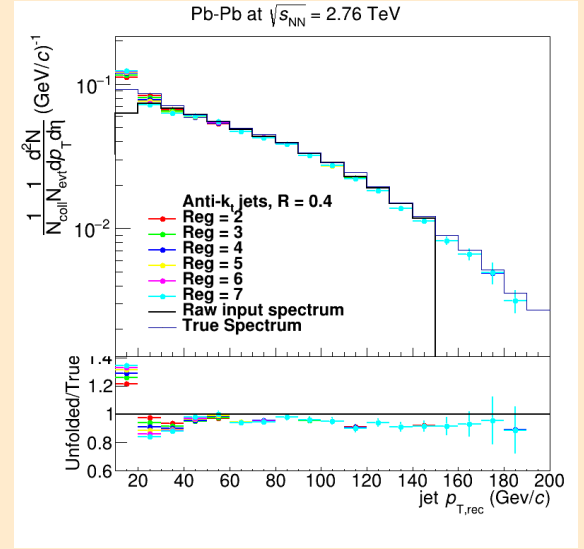 Pb-Pb at √s_NN = 2.76 TeV
1/N_coll 1/N_evt d²N/dp_T dη (GeV/c)⁻¹
10⁻¹
10⁻²
Anti-k_t jets, R = 0.4
Reg = 2
Reg = 3
Reg = 4
Reg = 5
Reg = 6
Reg = 7
Raw input spectrum
True Spectrum
Unfolded/True
1.4
1.2
1
0.8
0.6
20 40 60 80 100 120 140 160 180 200
jet p_T,rec (Gev/c)